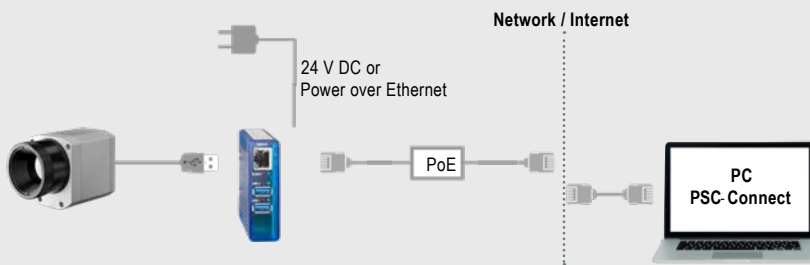 Network / Internet
24 V DC or
Power over Ethernet
PoE
PC
PSC-Connect